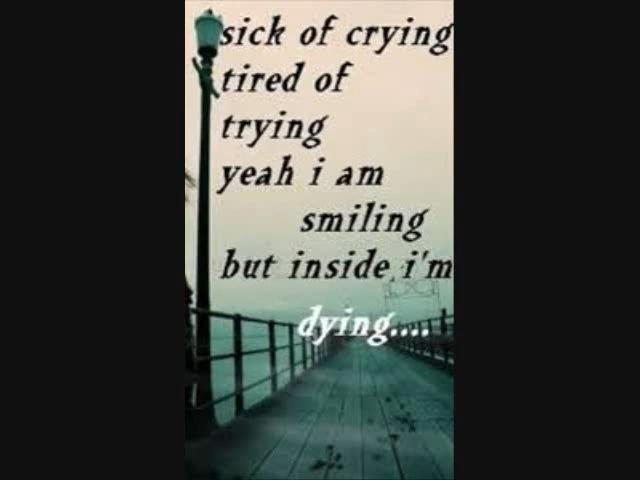 sick of crying
tired of
trying
yeah i am
smiling
but inside i'm
dying....